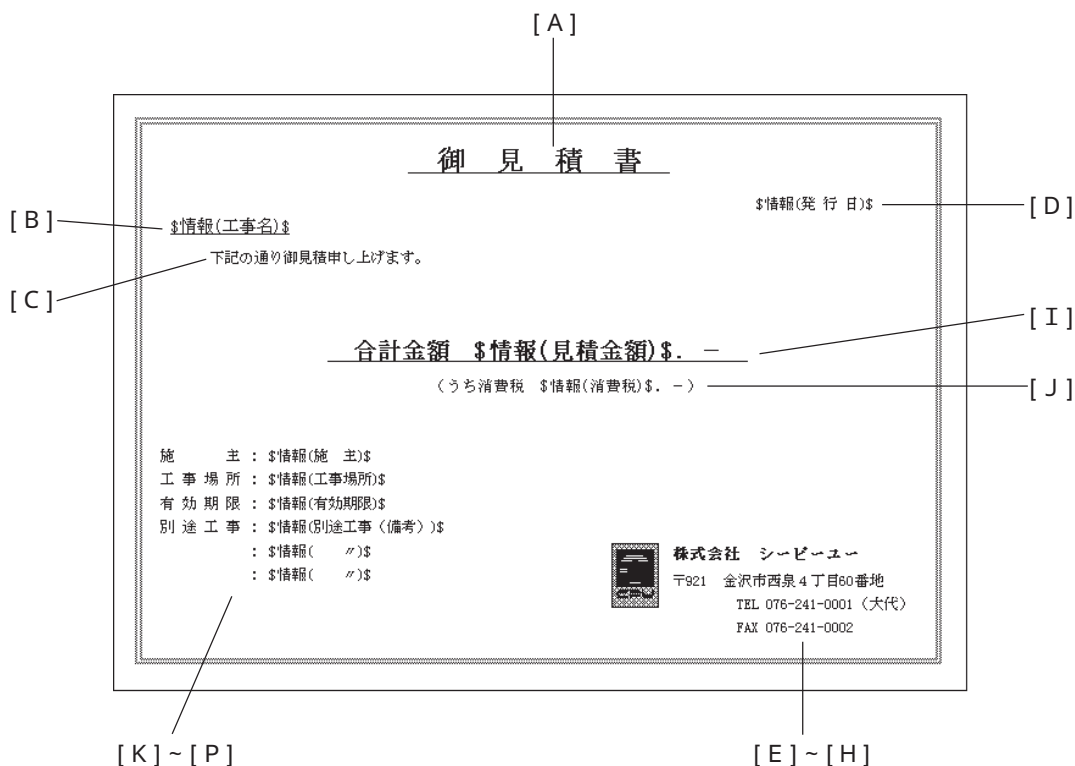 [ A ]
御 見 積 書
$情報(発 行 日)$
[ D ]
[ B ]
$情報(工事名)$
下記の通り御見積申し上げます。
[ C ]
[ I ]
合計金額 $情報(見積金額)$. −
(うち消費税 $情報(消費税)$. −)
[ J ]
施 主 : $情報(施 主)$
工 事 場 所 : $情報(工事場所)$
有 効 期 限 : $情報(有効期限)$
別 途 工 事 : $情報(別途工事(備考))$
: $情報( 〃)$
: $情報( 〃)$
CPU
株式会社 シーピーユー
〒921 金沢市西泉4丁目60番地
TEL 076-241-0001(大代)
FAX 076-241-0002
[ K ] ~ [ P ]
[ E ] ~ [ H ]